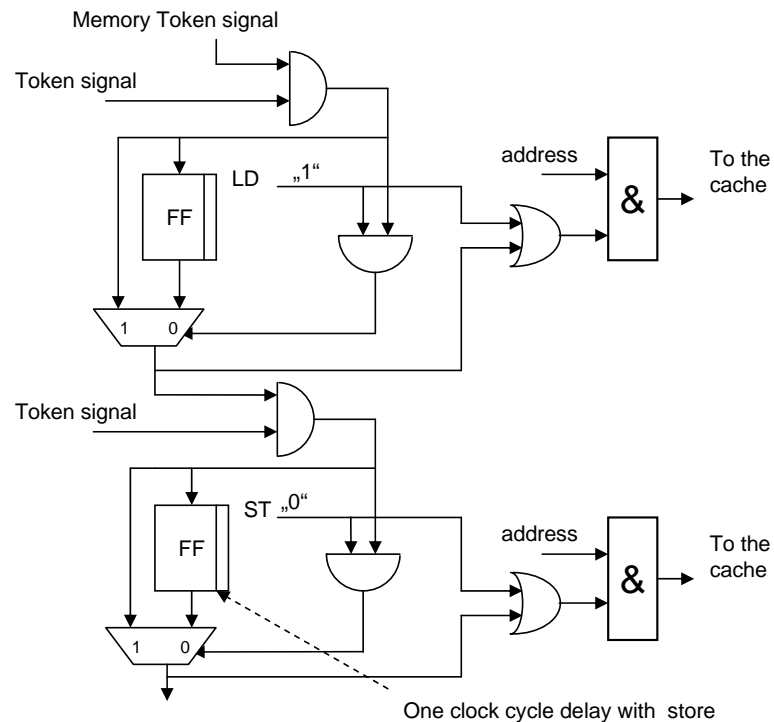 Memory Token signal
Token signal
LD
„1“
address
To the
cache
FF
&
1 0
Token signal
ST
„0“
address
To the
cache
FF
&
1 0
One clock cycle delay with store